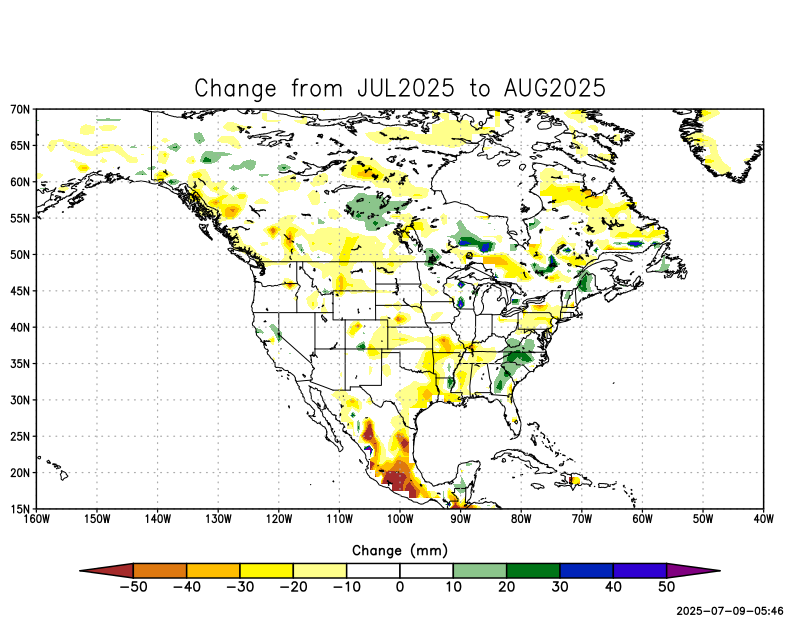 Change from JUL2025 to AUG2025
70N
65N
60N
55N
50N
45N
40N
35N
30N
25N
20N
15N
160W 150W 140W 130W 120W 110W 100W 90W 80W 70W 60W 50W 40W
Change (mm)
−50 −40 −30 −20 −10 0 10 20 30 40 50
2025-07-09-05:46